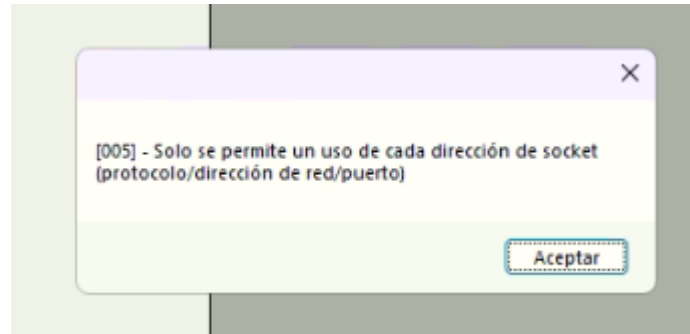 [005] - Solo se permite un uso de cada dirección de socket
(protocolo/dirección de red/puerto)
Aceptar